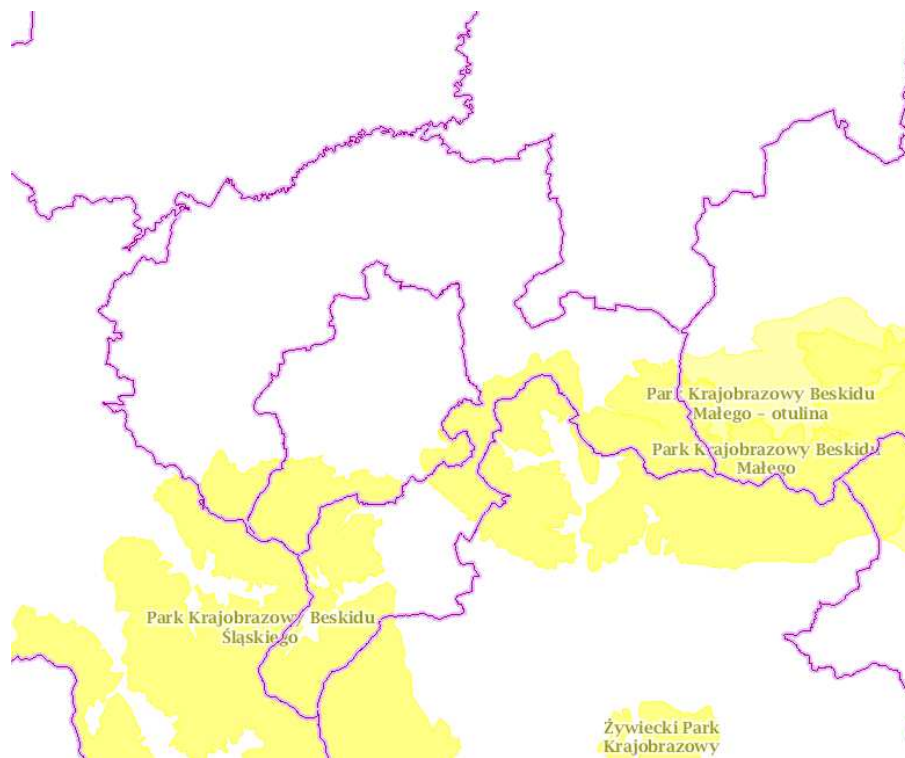 Park Krajobrazowy Beskidu
Małego – otulina
Park Krajobrazowy Beskidu
Małego
Park Krajobrazowy Beskidu
Śląskiego
Żywiecki Park
Krajobrazowy